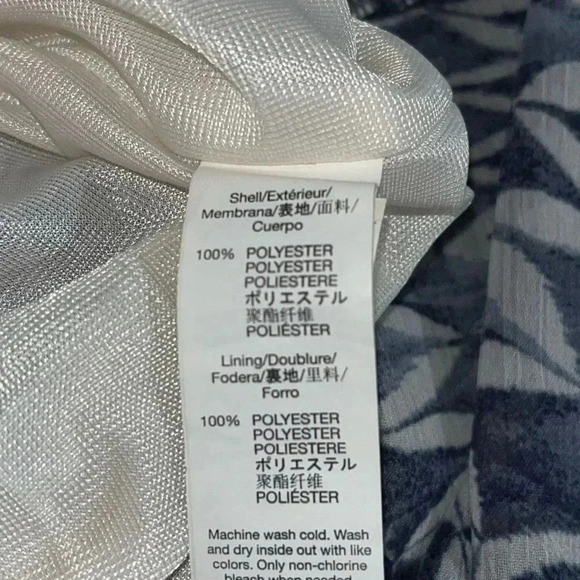 Shell/Extérieur/
Membrana/表地/面料/
Cuerpo
100% POLYESTER
POLYESTER
POLIESTERE
ポリエステル
聚酯纤维
POLIÉSTER
Lining/Doublure/
Fodera/裏地/里料/
Forro
100% POLYESTER
POLYESTER
POLIESTERE
ポリエステル
聚酯纤维
POLIÉSTER
Machine wash cold. Wash
and dry inside out with like
colors. Only non-chlorine
bleach when needed